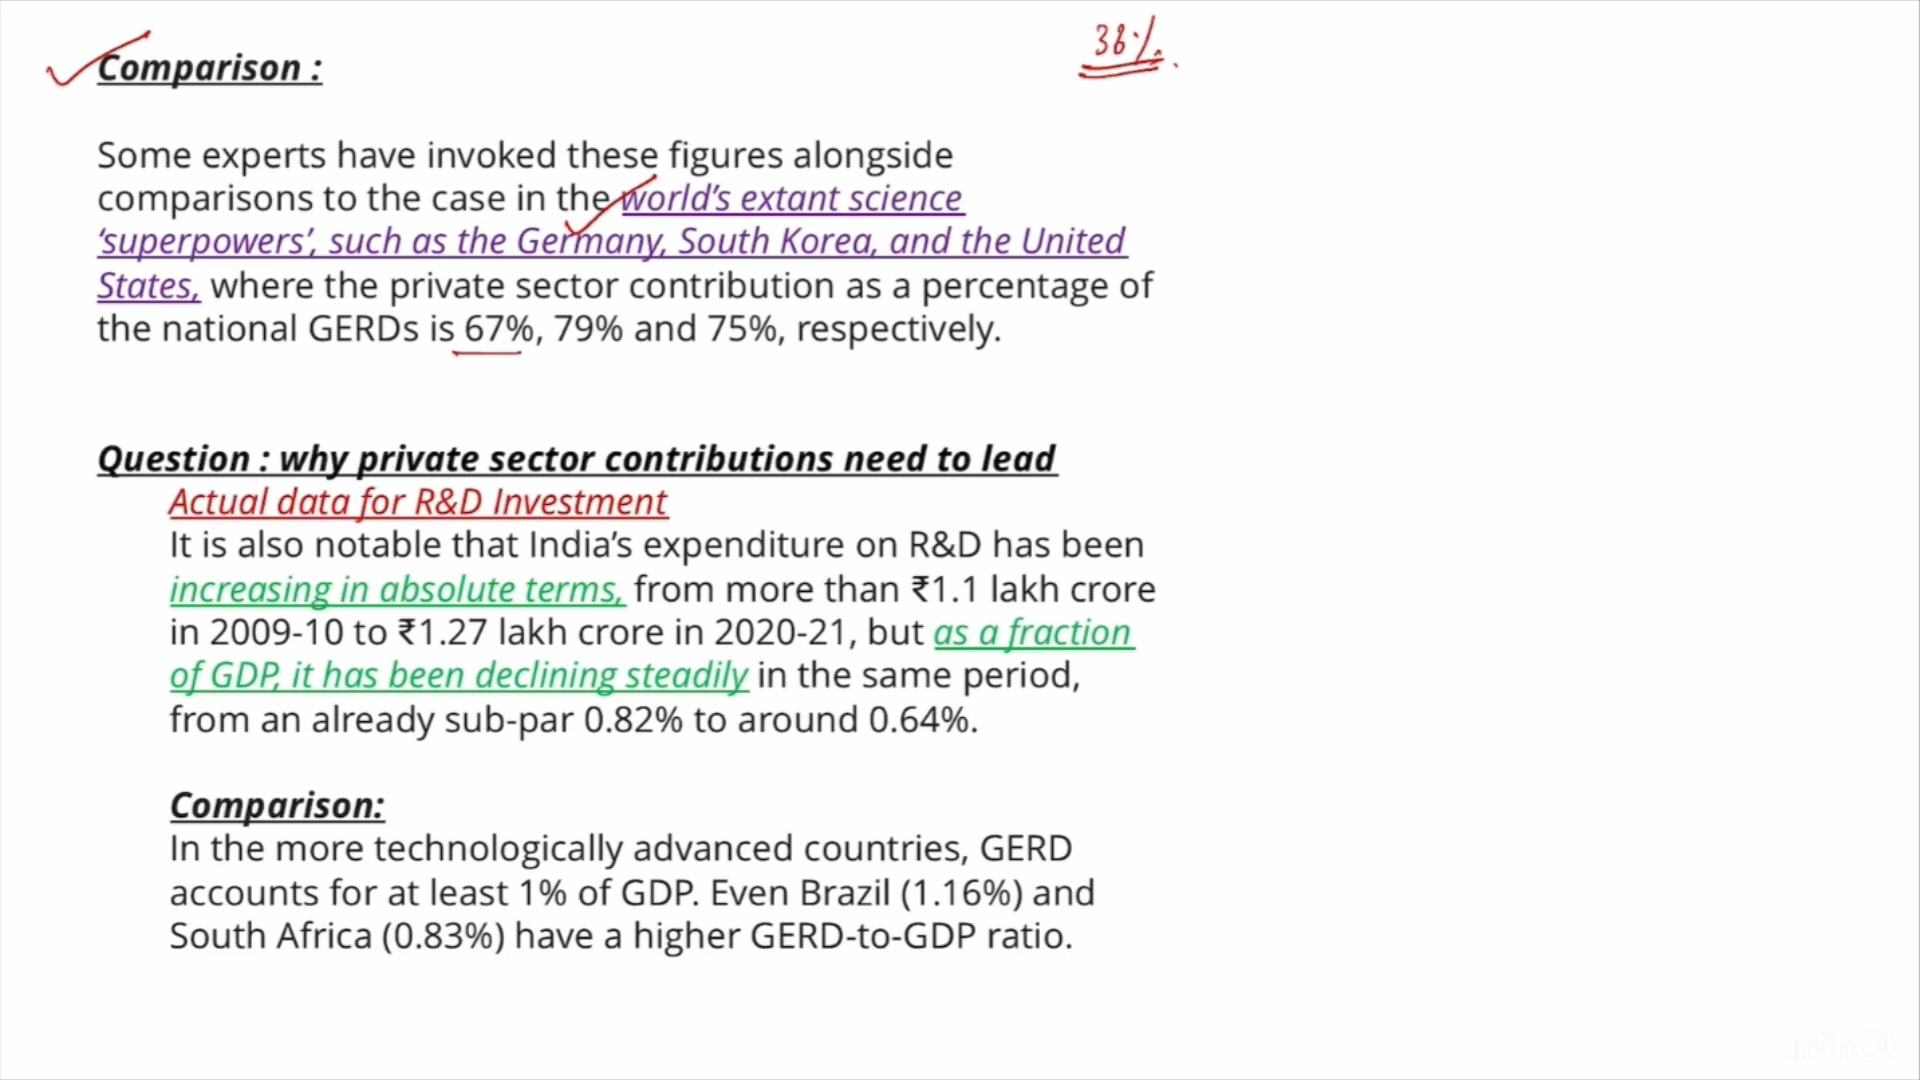 36%.
Comparison :
Some experts have invoked these figures alongside
comparisons to the case in the world’s extant science
‘superpowers’, such as the Germany, South Korea, and the United
States, where the private sector contribution as a percentage of
the national GERDs is 67%, 79% and 75%, respectively.
Question : why private sector contributions need to lead
Actual data for R&D Investment
It is also notable that India’s expenditure on R&D has been
increasing in absolute terms, from more than ₹1.1 lakh crore
in 2009-10 to ₹1.27 lakh crore in 2020-21, but as a fraction
of GDP, it has been declining steadily in the same period,
from an already sub-par 0.82% to around 0.64%.
Comparison:
In the more technologically advanced countries, GERD
accounts for at least 1% of GDP. Even Brazil (1.16%) and
South Africa (0.83%) have a higher GERD-to-GDP ratio.
InShOt